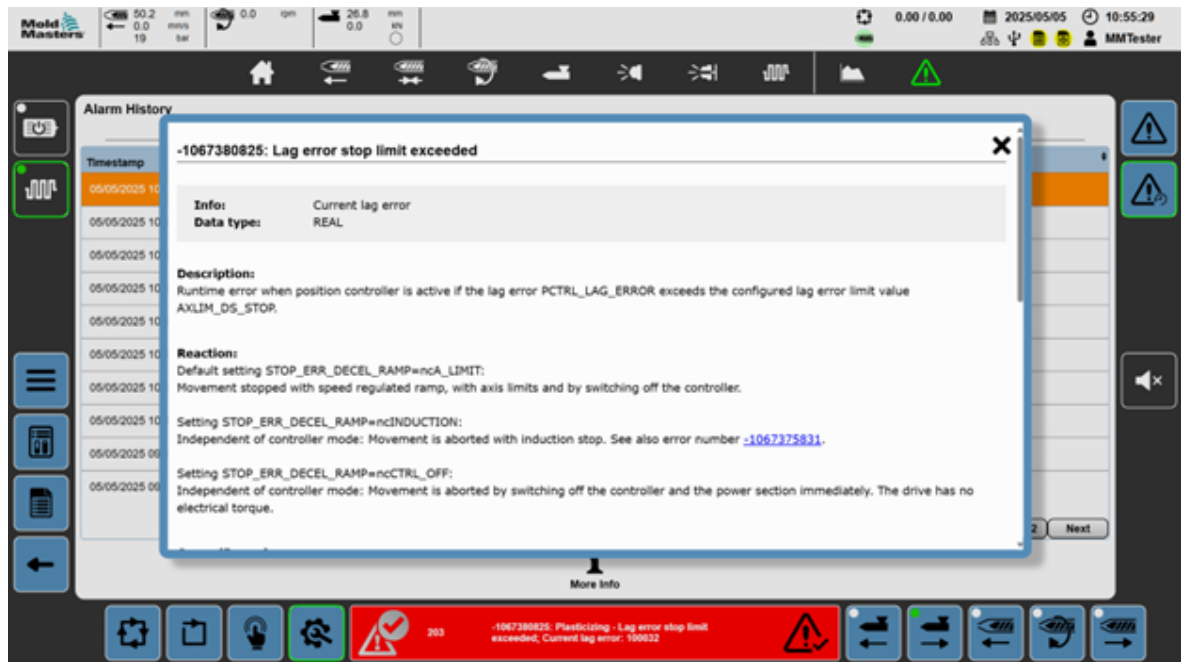 Mold
Masters
50.2 mm
0.0 mm/s
19 bar
0.0 rpm
26.8 mm
0.0 kN
0.00 / 0.00
2025/05/05
10:55:29
MMTester
Alarm History
Timestamp
-1067380825: Lag error stop limit exceeded
Info: Current lag error
Data type: REAL
Description:
Runtime error when position controller is active if the lag error PCTRL_LAG_ERROR exceeds the configured lag error limit value
AXLIM_DS_STOP.
Reaction:
Default setting STOP_ERR_DECEL_RAMP=ncA_LIMIT:
Movement stopped with speed regulated ramp, with axis limits and by switching off the controller.
Setting STOP_ERR_DECEL_RAMP=ncINDUCTION:
Independent of controller mode: Movement is aborted with induction stop. See also error number -1067375831.
Setting STOP_ERR_DECEL_RAMP=ncCTRL_OFF:
Independent of controller mode: Movement is aborted by switching off the controller and the power section immediately. The drive has no
electrical torque.
05/05/2025 10
05/05/2025 10
05/05/2025 10
05/05/2025 10
05/05/2025 10
05/05/2025 10
05/05/2025 10
05/05/2025 10
05/05/2025 09
05/05/2025 09
2
Next
More Info
203
-1067380825: Plasticizing - Lag error stop limit
exceeded; Current lag error: 100032